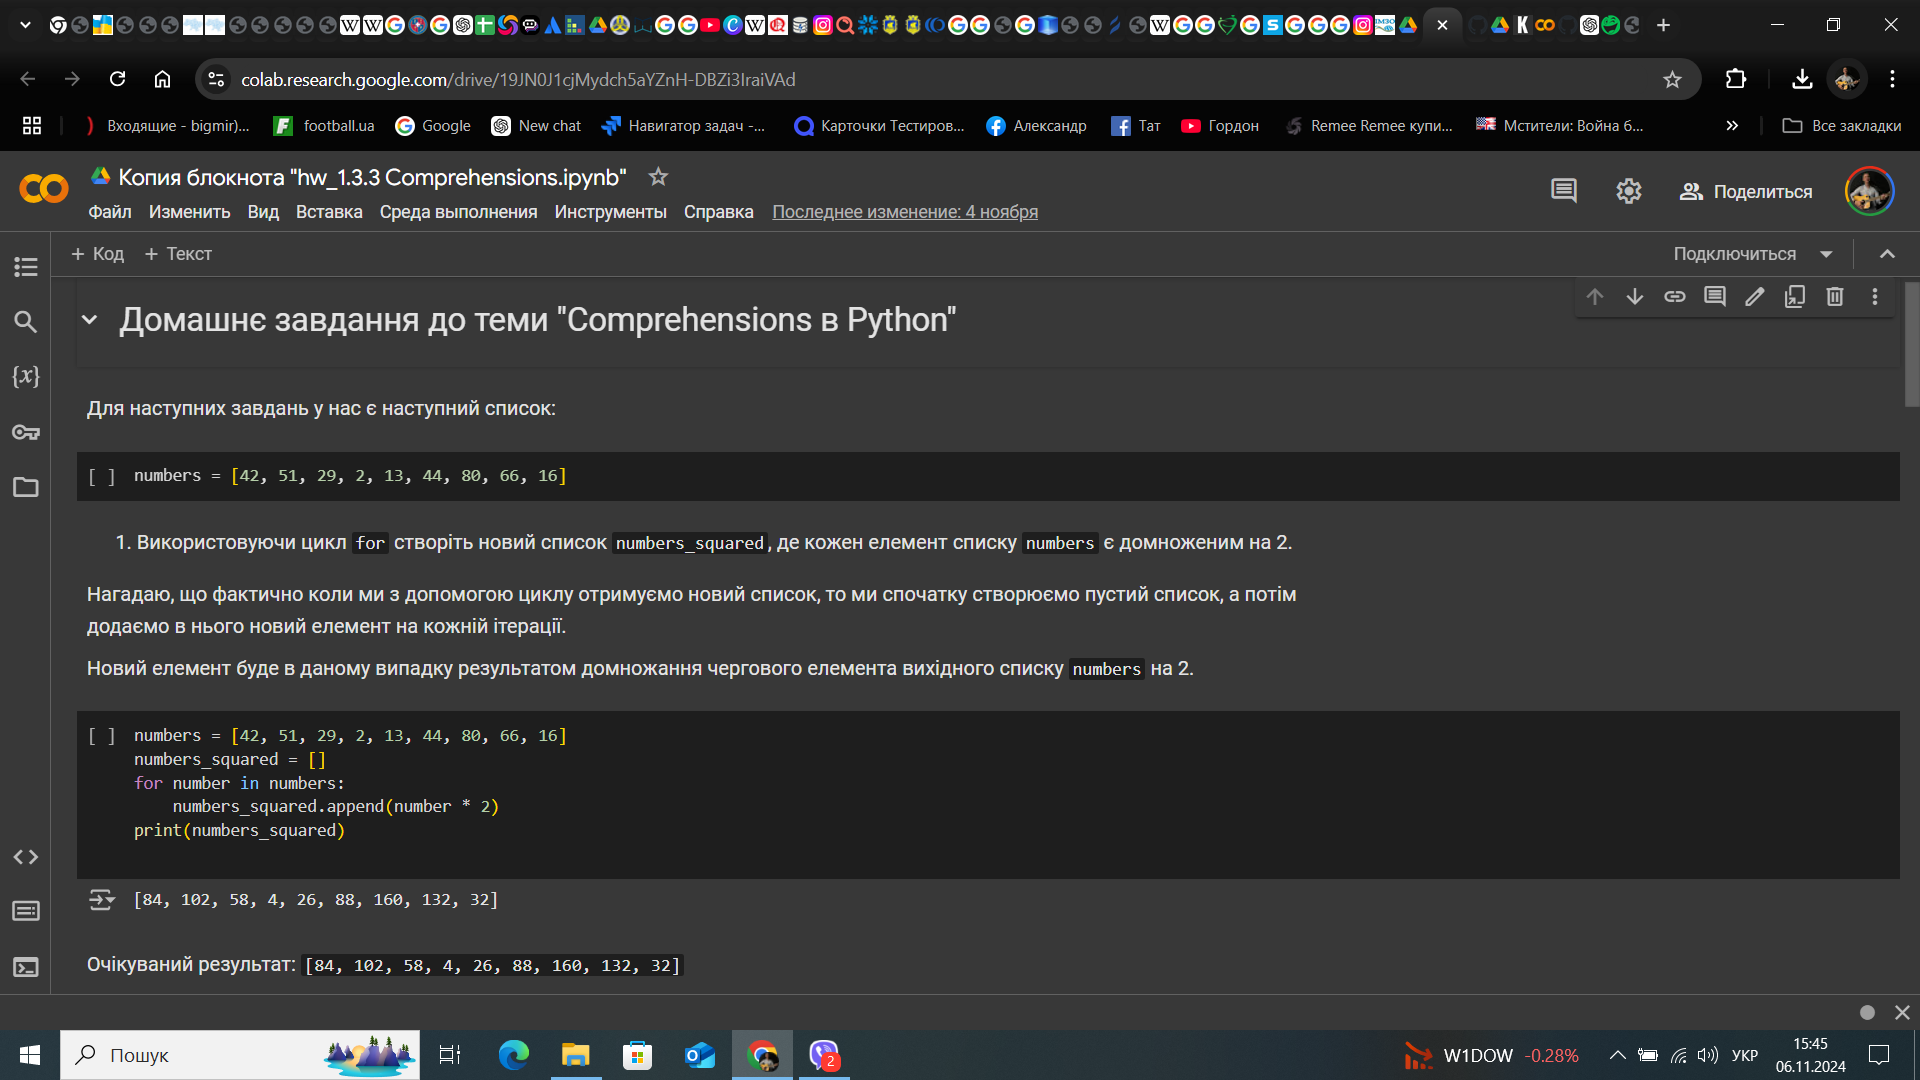 colab.research.google.com/drive/19JN0J1cjMydch5aYZnH-DBZi3IraiVAd
Входящие - bigmir)... football.ua Google New chat Навигатор задач -... Карточки Тестиров... Александр Тат Гордон Remee Remee купи... Мстители: Война б... » Все закладки
Копия блокнота "hw_1.3.3 Comprehensions.ipynb"
Файл Изменить Вид Вставка Среда выполнения Инструменты Справка Последнее изменение: 4 ноября
Поделиться
+ Код + Текст
Подключиться
Домашнє завдання до теми "Comprehensions в Python"
Для наступних завдань у нас є наступний список:
[ ] numbers = [42, 51, 29, 2, 13, 44, 80, 66, 16]
1. Використовуючи цикл for створіть новий список numbers_squared, де кожен елемент списку numbers є домноженим на 2.
Нагадаю, що фактично коли ми з допомогою циклу отримуємо новий список, то ми спочатку створюємо пустий список, а потім
додаємо в нього новий елемент на кожній ітерації.
Новий елемент буде в даному випадку результатом домножання чергового елемента вихідного списку numbers на 2.
[ ] numbers = [42, 51, 29, 2, 13, 44, 80, 66, 16]
numbers_squared = []
for number in numbers:
numbers_squared.append(number * 2)
print(numbers_squared)
[84, 102, 58, 4, 26, 88, 160, 132, 32]
Очікуваний результат: [84, 102, 58, 4, 26, 88, 160, 132, 32]
Пошук
2
W1DOW -0.28%
УКР
15:45
06.11.2024